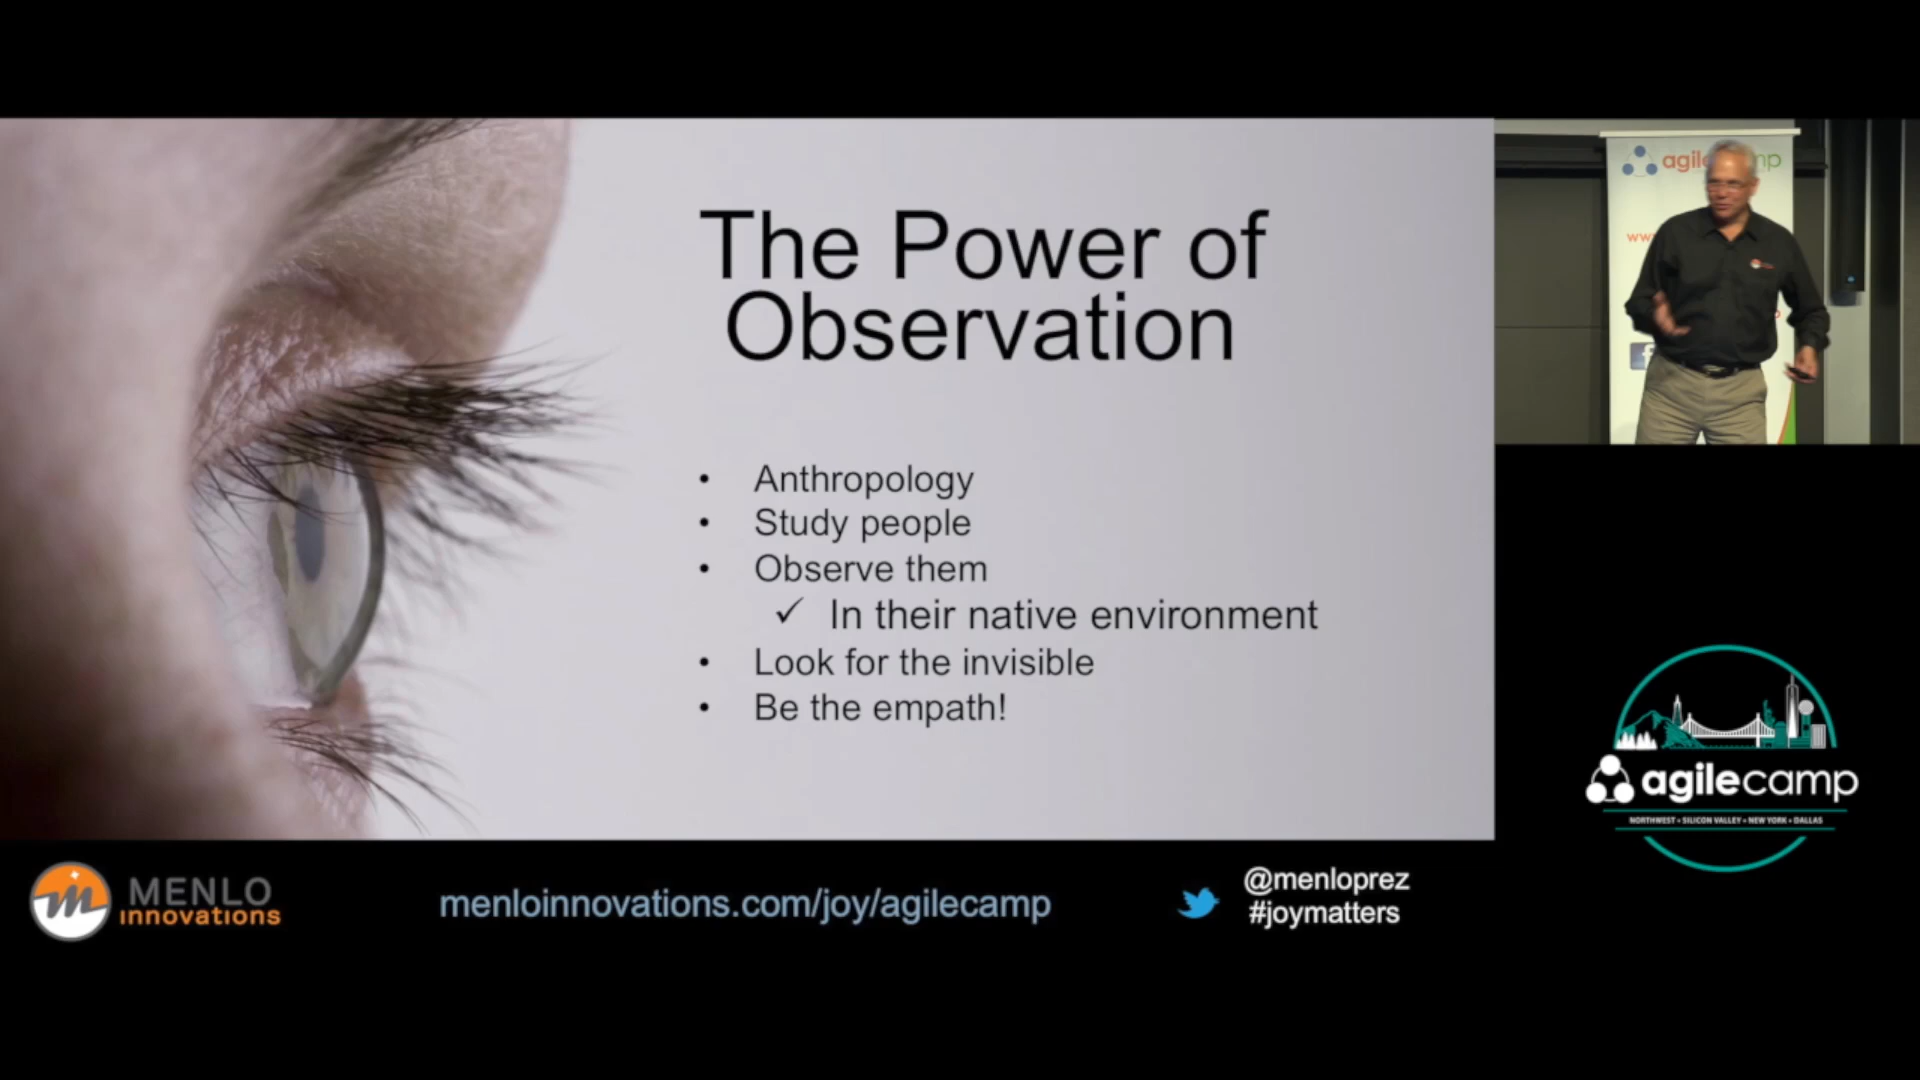 The Power of
Observation
• Anthropology
• Study people
• Observe them
✓ In their native environment
• Look for the invisible
• Be the empath!
MENLO
innovations
menloinnovations.com/joy/agilecamp
@menloprez
#joymatters
agilecamp
NORTHWEST • SILICON VALLEY • NEW YORK • DALLAS